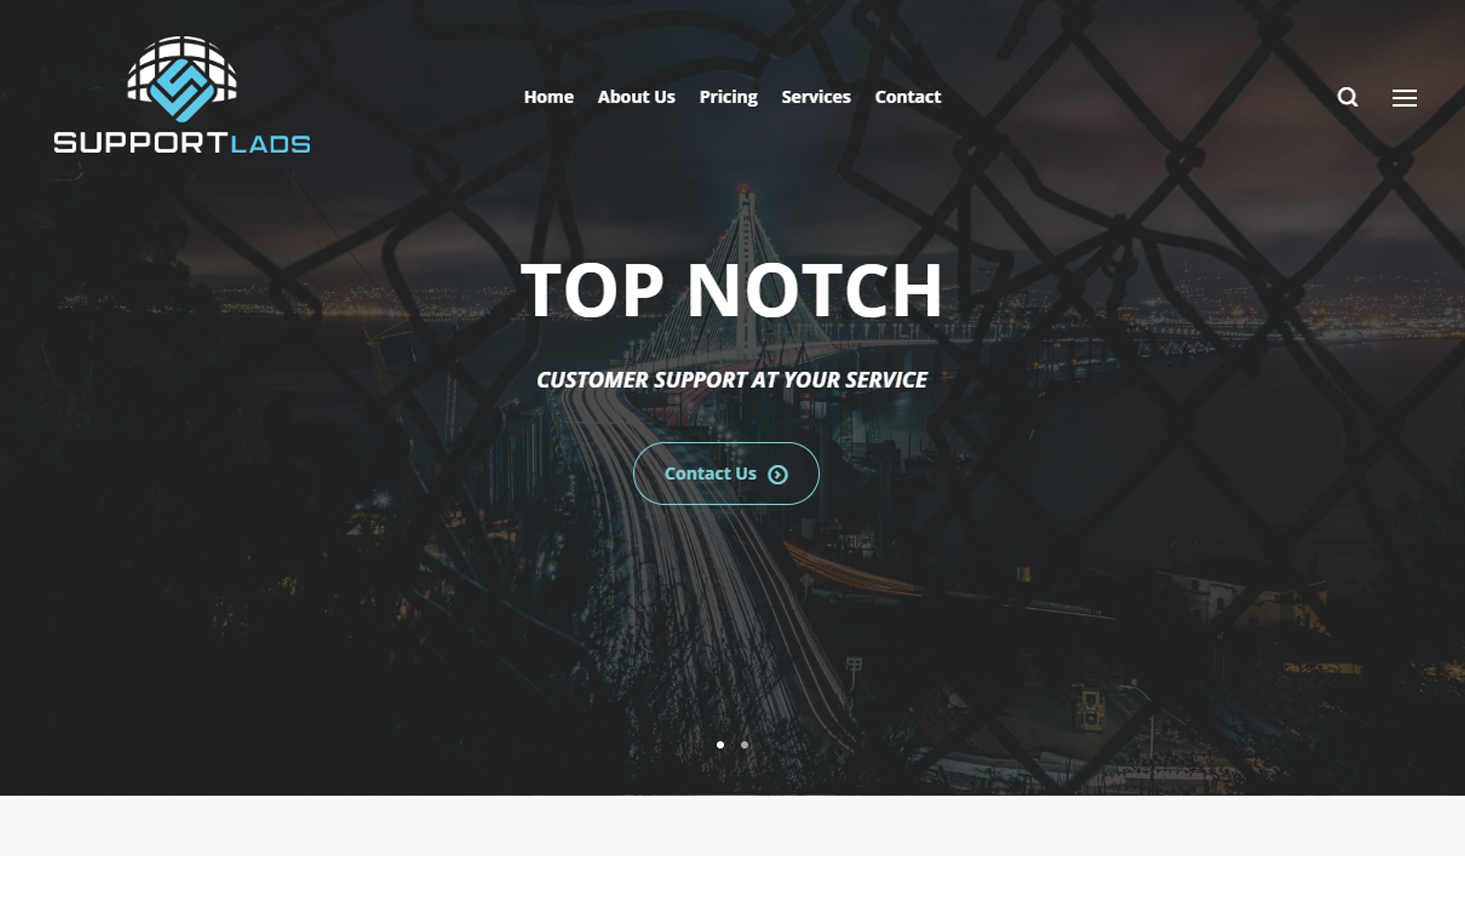 SUPPORTLADS
Home About Us Pricing Services Contact
TOP NOTCH
CUSTOMER SUPPORT AT YOUR SERVICE
Contact Us